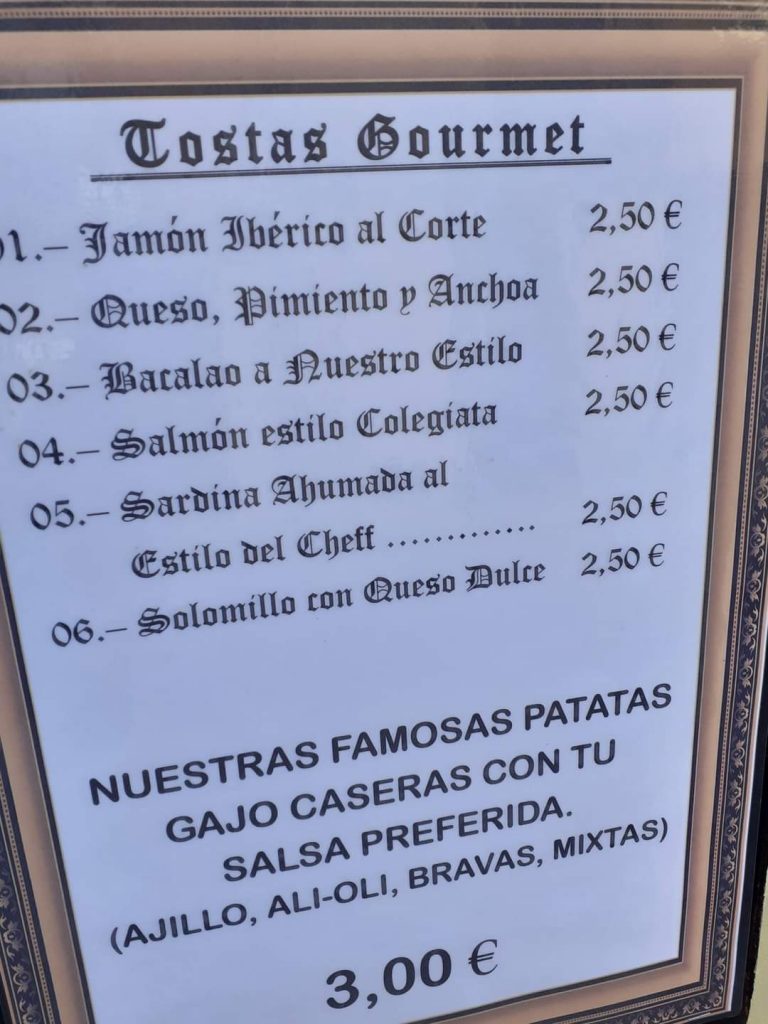 Tostas Gourmet
01.– Jamón Ibérico al Corte 2,50 €
02.– Queso, Pimiento y Anchoa 2,50 €
03.– Bacalao a Nuestro Estilo 2,50 €
04.– Salmón estilo Colegiata 2,50 €
05.– Sardina Ahumada al
Estilo del Cheff ............. 2,50 €
06.– Solomillo con Queso Dulce 2,50 €
NUESTRAS FAMOSAS PATATAS
GAJO CASERAS CON TU
SALSA PREFERIDA.
(AJILLO, ALI-OLI, BRAVAS, MIXTAS)
3,00 €